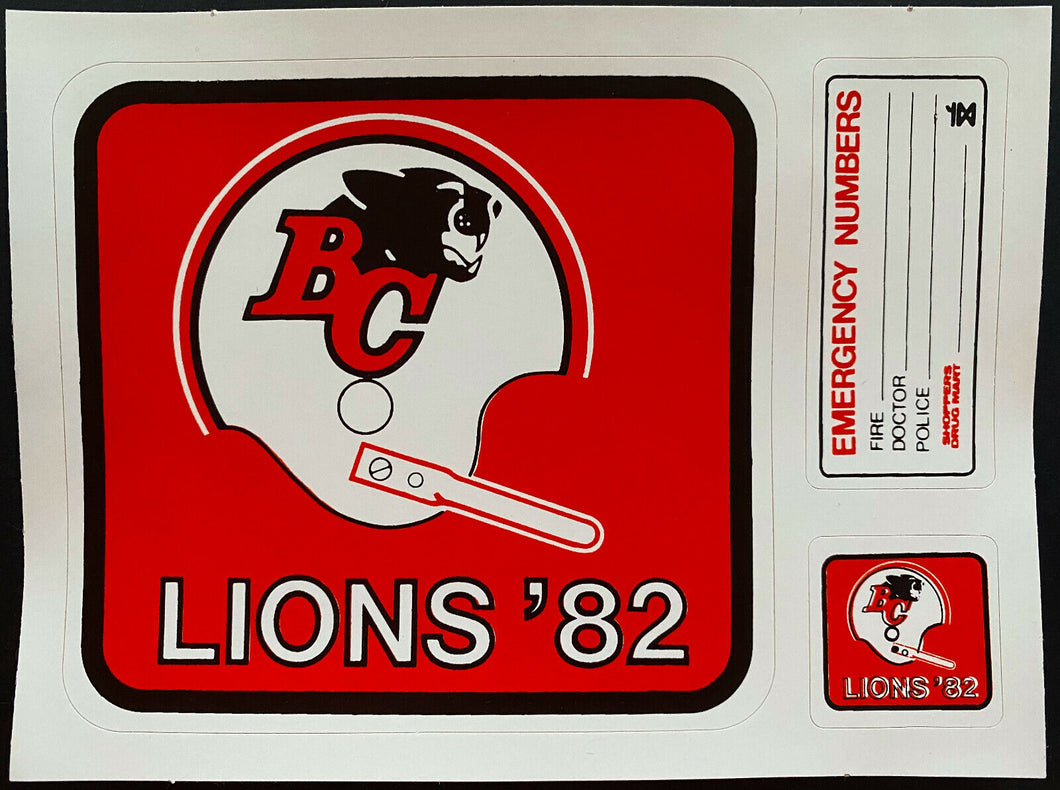 BC
LIONS '82
EMERGENCY NUMBERS
FIRE
DOCTOR
POLICE
SHOPPERS
DRUG MART
BC
LIONS '82